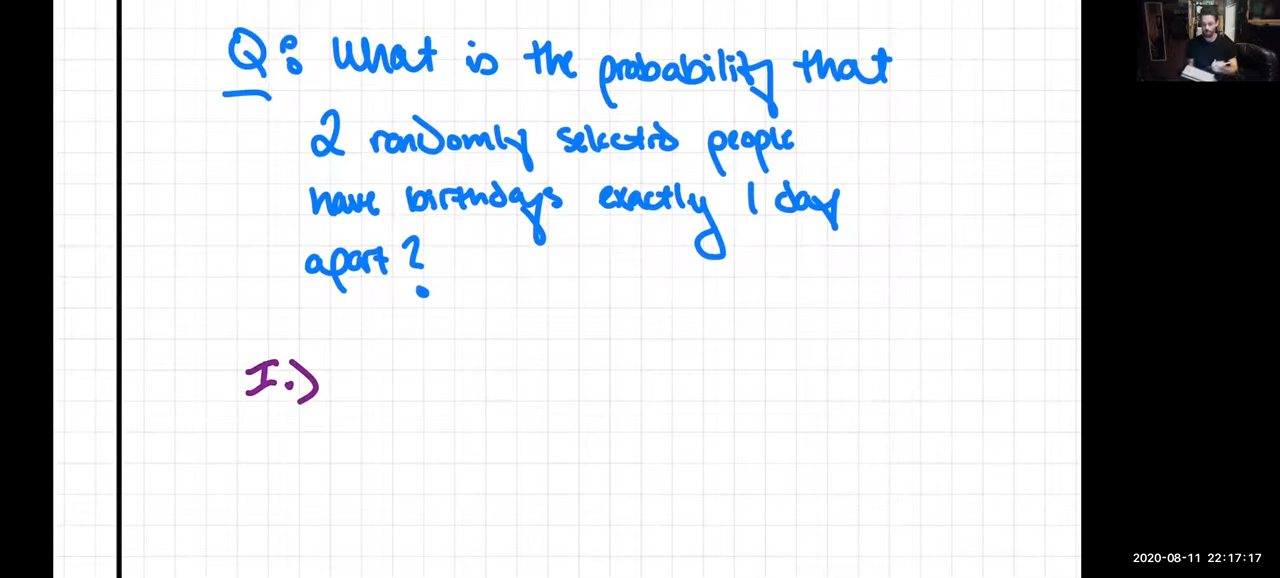 Q: What is the probability that
2 randomly selected people
have birthdays exactly 1 day
apart?
I.)
2020-08-11 22:17:17